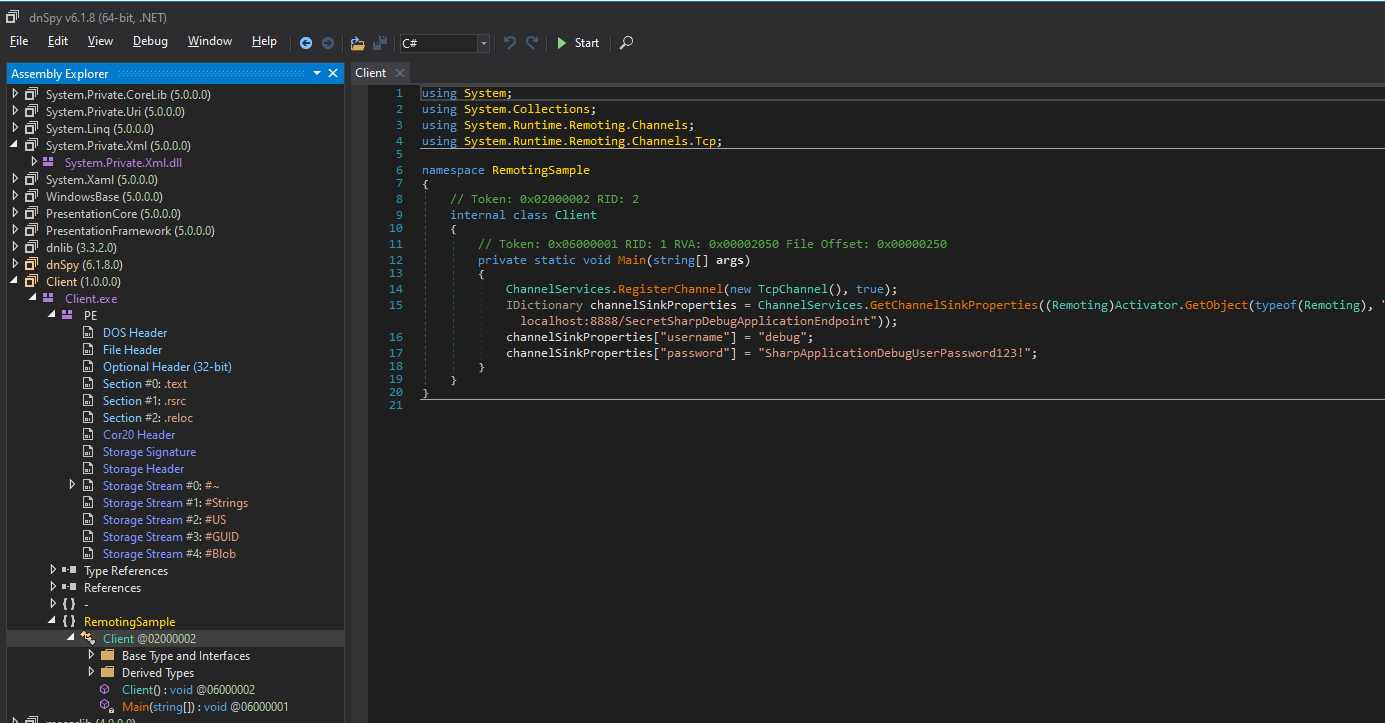 dnSpy v6.1.8 (64-bit, .NET)
File Edit View Debug Window Help C# Start
Assembly Explorer
System.Private.CoreLib (5.0.0.0)
System.Private.Uri (5.0.0.0)
System.Linq (5.0.0.0)
System.Private.Xml (5.0.0.0)
System.Private.Xml.dll
System.Xaml (5.0.0.0)
WindowsBase (5.0.0.0)
PresentationCore (5.0.0.0)
PresentationFramework (5.0.0.0)
dnlib (3.3.2.0)
dnSpy (6.1.8.0)
Client (1.0.0.0)
Client.exe
PE
DOS Header
File Header
Optional Header (32-bit)
Section #0: .text
Section #1: .rsrc
Section #2: .reloc
Cor20 Header
Storage Signature
Storage Header
Storage Stream #0: #~
Storage Stream #1: #Strings
Storage Stream #2: #US
Storage Stream #3: #GUID
Storage Stream #4: #Blob
Type References
References
{ } -
{ } RemotingSample
Client @02000002
Base Type and Interfaces
Derived Types
Client() : void @06000002
Main(string[]) : void @06000001
Client
1 using System;
2 using System.Collections;
3 using System.Runtime.Remoting.Channels;
4 using System.Runtime.Remoting.Channels.Tcp;
5
6 namespace RemotingSample
7 {
8 // Token: 0x02000002 RID: 2
9 internal class Client
10 {
11 // Token: 0x06000001 RID: 1 RVA: 0x00002050 File Offset: 0x00000250
12 private static void Main(string[] args)
13 {
14 ChannelServices.RegisterChannel(new TcpChannel(), true);
15 IDictionary channelSinkProperties = ChannelServices.GetChannelSinkProperties((Remoting)Activator.GetObject(typeof(Remoting), "
localhost:8888/SecretSharpDebugApplicationEndpoint"));
16 channelSinkProperties["username"] = "debug";
17 channelSinkProperties["password"] = "SharpApplicationDebugUserPassword123!";
18 }
19 }
20 }
21